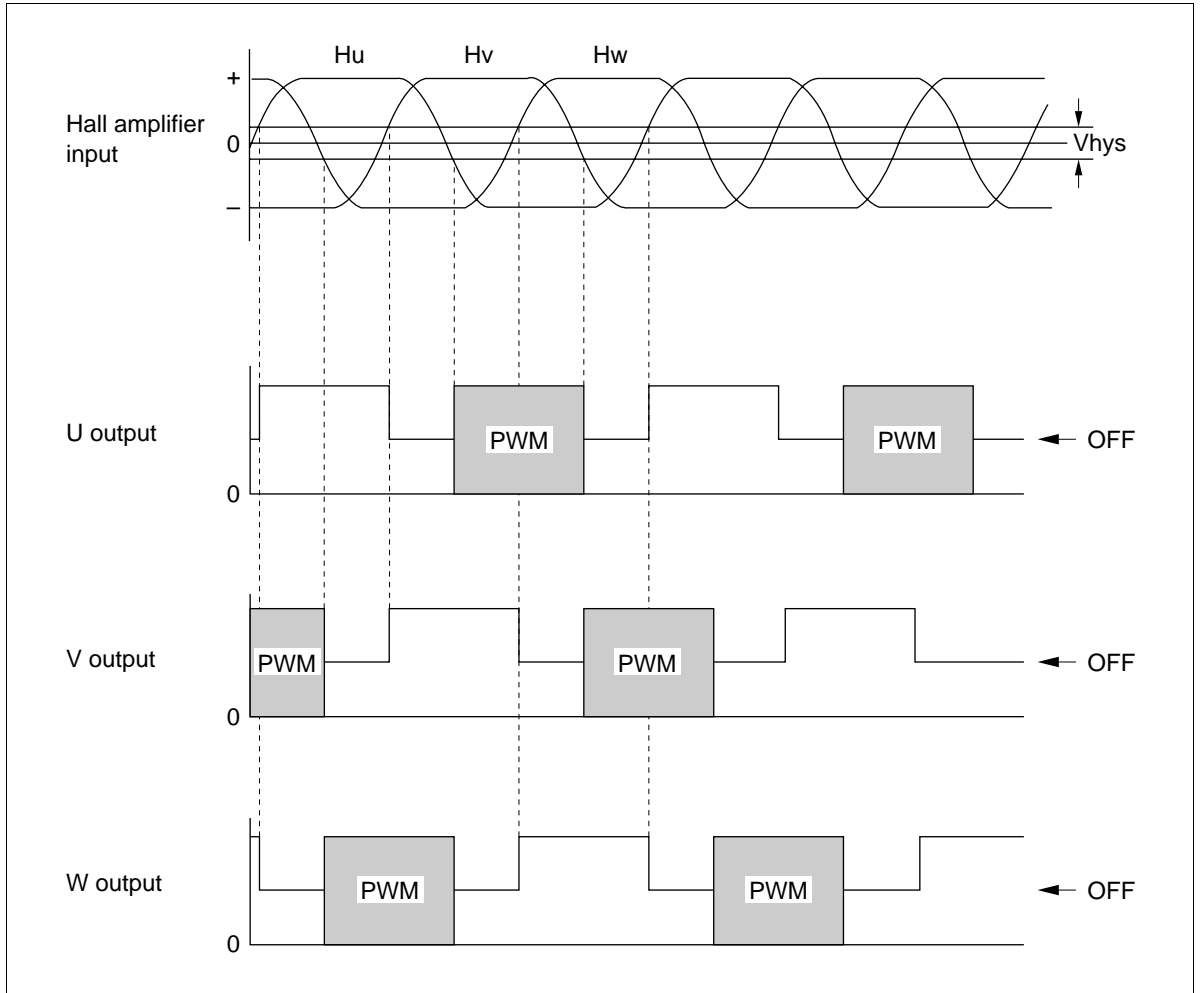 Hu Hv Hw
+
Hall amplifier
input
0
Vhys
–
U output
PWM PWM
OFF
0
V output
PWM PWM
OFF
0
W output
PWM PWM
OFF
0